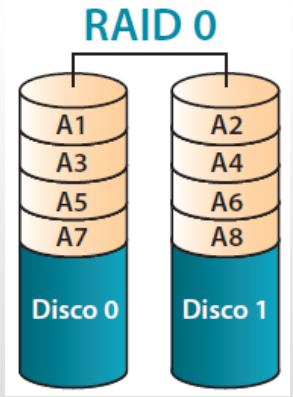 RAID 0
A1 A2
A3 A4
A5 A6
A7 A8
Disco 0 Disco 1